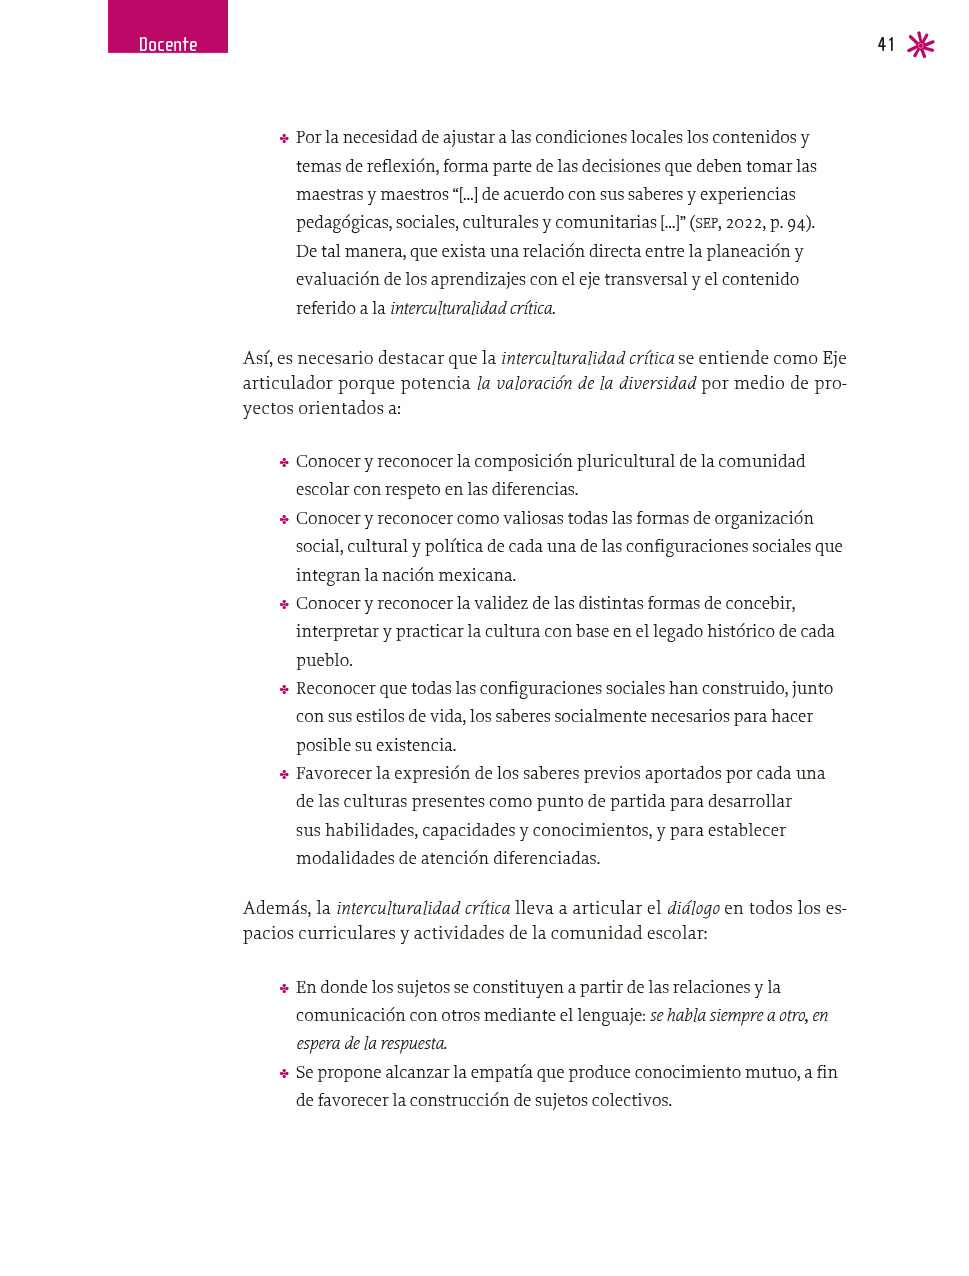 Docente
41
✤ Por la necesidad de ajustar a las condiciones locales los contenidos y
temas de reflexión, forma parte de las decisiones que deben tomar las
maestras y maestros “[…] de acuerdo con sus saberes y experiencias
pedagógicas, sociales, culturales y comunitarias […]” (SEP, 2022, p. 94).
De tal manera, que exista una relación directa entre la planeación y
evaluación de los aprendizajes con el eje transversal y el contenido
referido a la interculturalidad crítica.
Así, es necesario destacar que la interculturalidad crítica se entiende como Eje
articulador porque potencia la valoración de la diversidad por medio de pro-
yectos orientados a:
✤ Conocer y reconocer la composición pluricultural de la comunidad
escolar con respeto en las diferencias.
✤ Conocer y reconocer como valiosas todas las formas de organización
social, cultural y política de cada una de las configuraciones sociales que
integran la nación mexicana.
✤ Conocer y reconocer la validez de las distintas formas de concebir,
interpretar y practicar la cultura con base en el legado histórico de cada
pueblo.
✤ Reconocer que todas las configuraciones sociales han construido, junto
con sus estilos de vida, los saberes socialmente necesarios para hacer
posible su existencia.
✤ Favorecer la expresión de los saberes previos aportados por cada una
de las culturas presentes como punto de partida para desarrollar
sus habilidades, capacidades y conocimientos, y para establecer
modalidades de atención diferenciadas.
Además, la interculturalidad crítica lleva a articular el diálogo en todos los es-
pacios curriculares y actividades de la comunidad escolar:
✤ En donde los sujetos se constituyen a partir de las relaciones y la
comunicación con otros mediante el lenguaje: se habla siempre a otro, en
espera de la respuesta.
✤ Se propone alcanzar la empatía que produce conocimiento mutuo, a fin
de favorecer la construcción de sujetos colectivos.